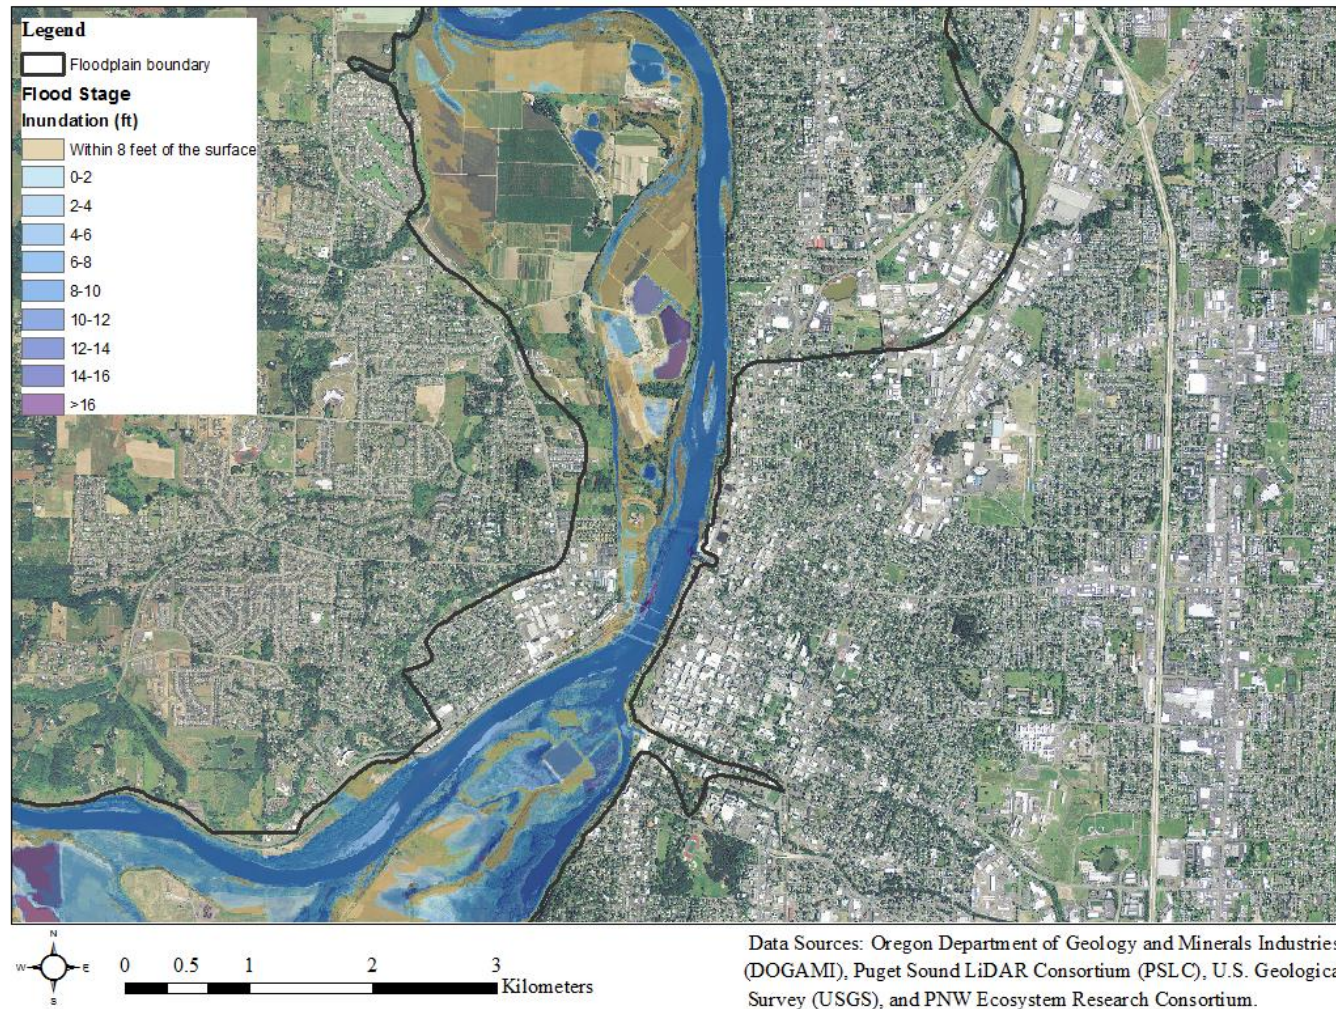 Legend
Floodplain boundary
Flood Stage
Inundation (ft)
Within 8 feet of the surface
0-2
2-4
4-6
6-8
8-10
10-12
12-14
14-16
>16
N
W E
S
0 0.5 1 2 3
Kilometers
Data Sources: Oregon Department of Geology and Minerals Industries
(DOGAMI), Puget Sound LiDAR Consortium (PSLC), U.S. Geologica
Survey (USGS), and PNW Ecosystem Research Consortium.